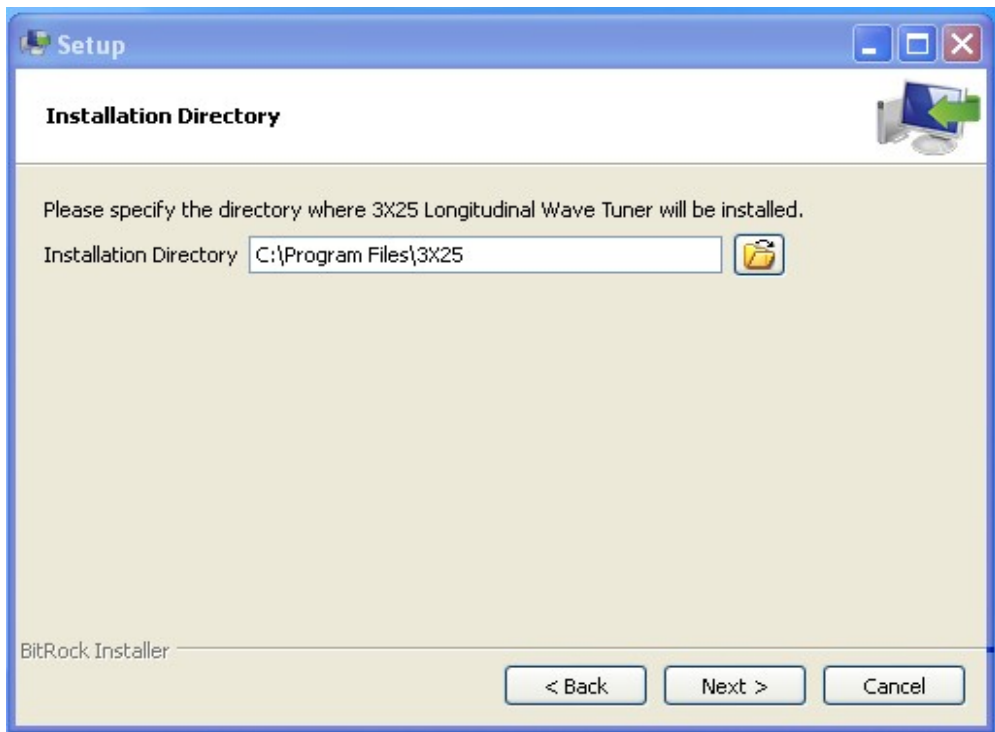 Setup
Installation Directory
Please specify the directory where 3X25 Longitudinal Wave Tuner will be installed.
Installation Directory C:\Program Files\3X25
BitRock Installer
< Back Next > Cancel